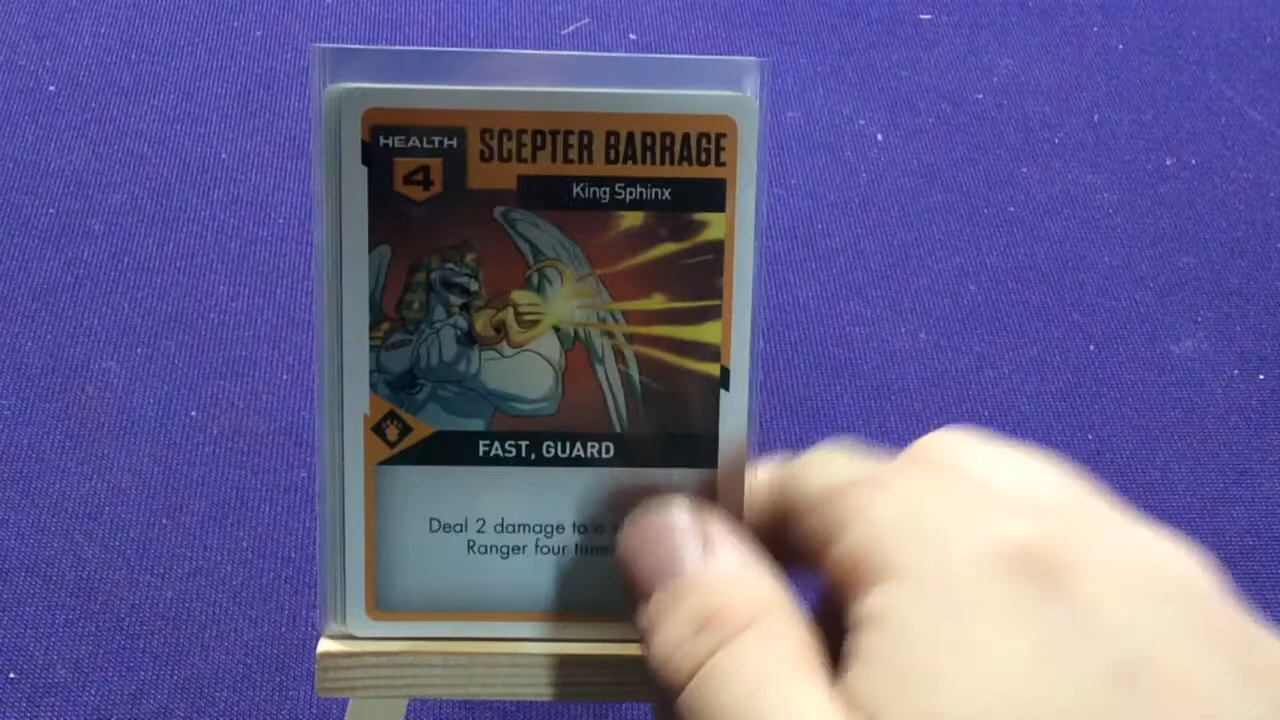 HEALTH
4
SCEPTER BARRAGE
King Sphinx
FAST, GUARD
Deal 2 damage to a
Ranger four